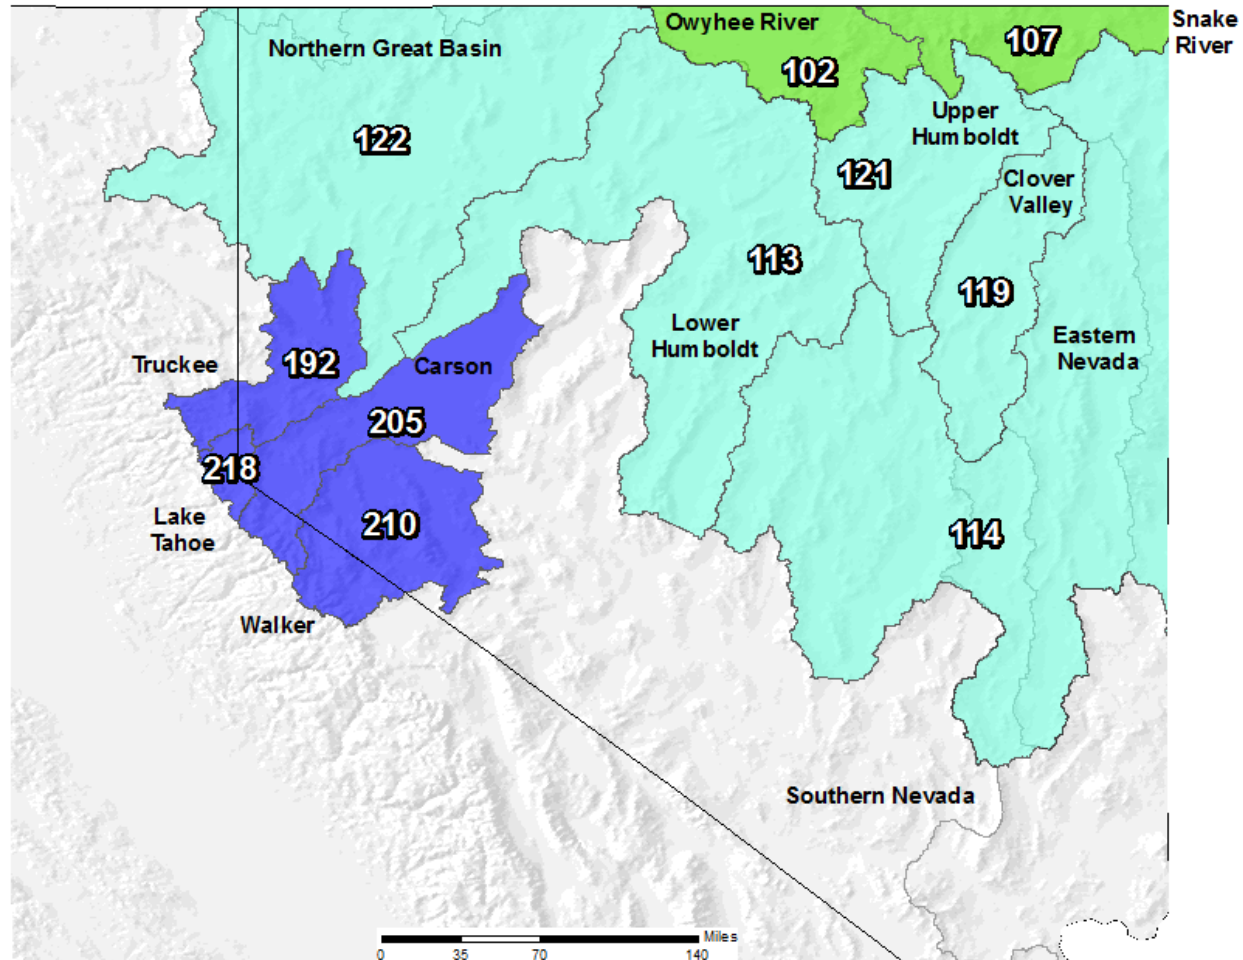 Owyhee River
Snake
River
107
Northern Great Basin
102
Upper
Humboldt
122
121
Clover
Valley
113
119
Lower
Humboldt
Eastern
Nevada
Truckee
192
Carson
205
218
Lake
Tahoe
210
114
Walker
Southern Nevada
Miles
0 35 70 140